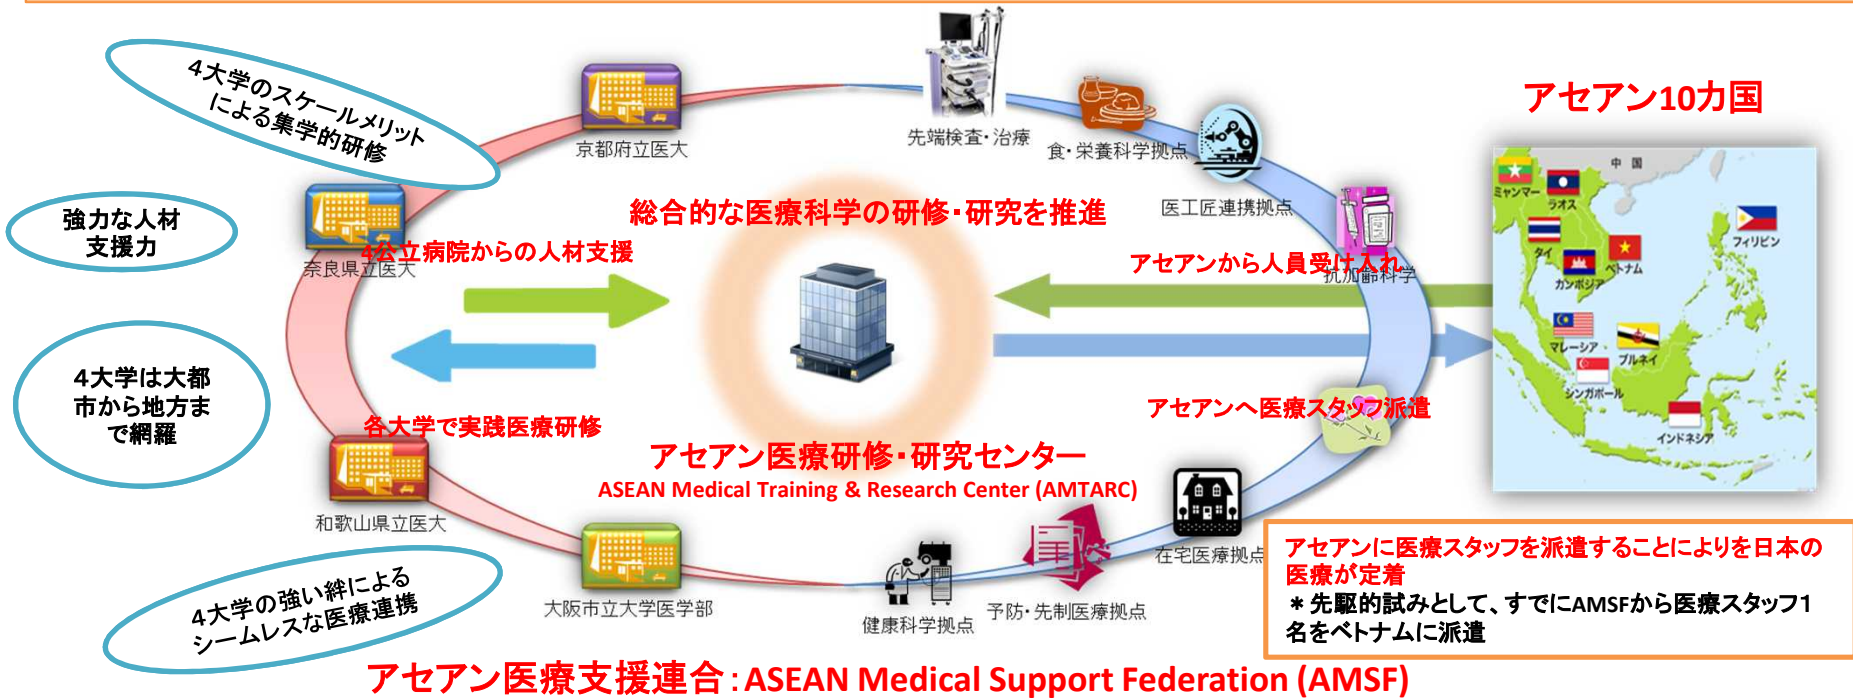 4大学のスケールメリット
による集学的研修
京都府立医大
先端検査・治療
食・栄養科学拠点
医工匠連携拠点
抗加齢科学
アセアン10カ国
中 国
ミャンマー
ラオス
タイ
カンボジア
ベトナム
フィリピン
マレーシア
ブルネイ
シンガポール
インドネシア
強力な人材
支援力
奈良県立医大
総合的な医療科学の研修・研究を推進
4公立病院からの人材支援
アセアンから人員受け入れ
4大学は大都
市から地方ま
で網羅
各大学で実践医療研修
アセアンへ医療スタッフ派遣
アセアン医療研修・研究センター
ASEAN Medical Training & Research Center (AMTARC)
和歌山県立医大
大阪市立大学医学部
健康科学拠点
予防・先制医療拠点
在宅医療拠点
4大学の強い絆による
シームレスな医療連携
アセアンに医療スタッフを派遣することによりを日本の
医療が定着
＊先駆的試みとして、すでにAMSFから医療スタッフ1
名をベトナムに派遣
アセアン医療支援連合：ASEAN Medical Support Federation (AMSF)